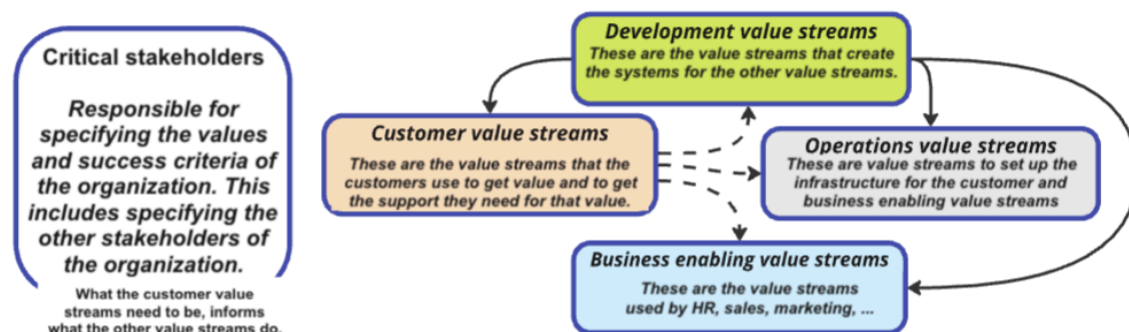 Critical stakeholders
Responsible for
specifying the values
and success criteria of
the organization. This
includes specifying the
other stakeholders of
the organization.
What the customer value
streams need to be, informs
what the other value streams do.
Development value streams
These are the value streams that create
the systems for the other value streams.
Customer value streams
These are the value streams that the
customers use to get value and to get
the support they need for that value.
Operations value streams
These are value streams to set up the
infrastructure for the customer and
business enabling value streams
Business enabling value streams
These are the value streams
used by HR, sales, marketing, ...